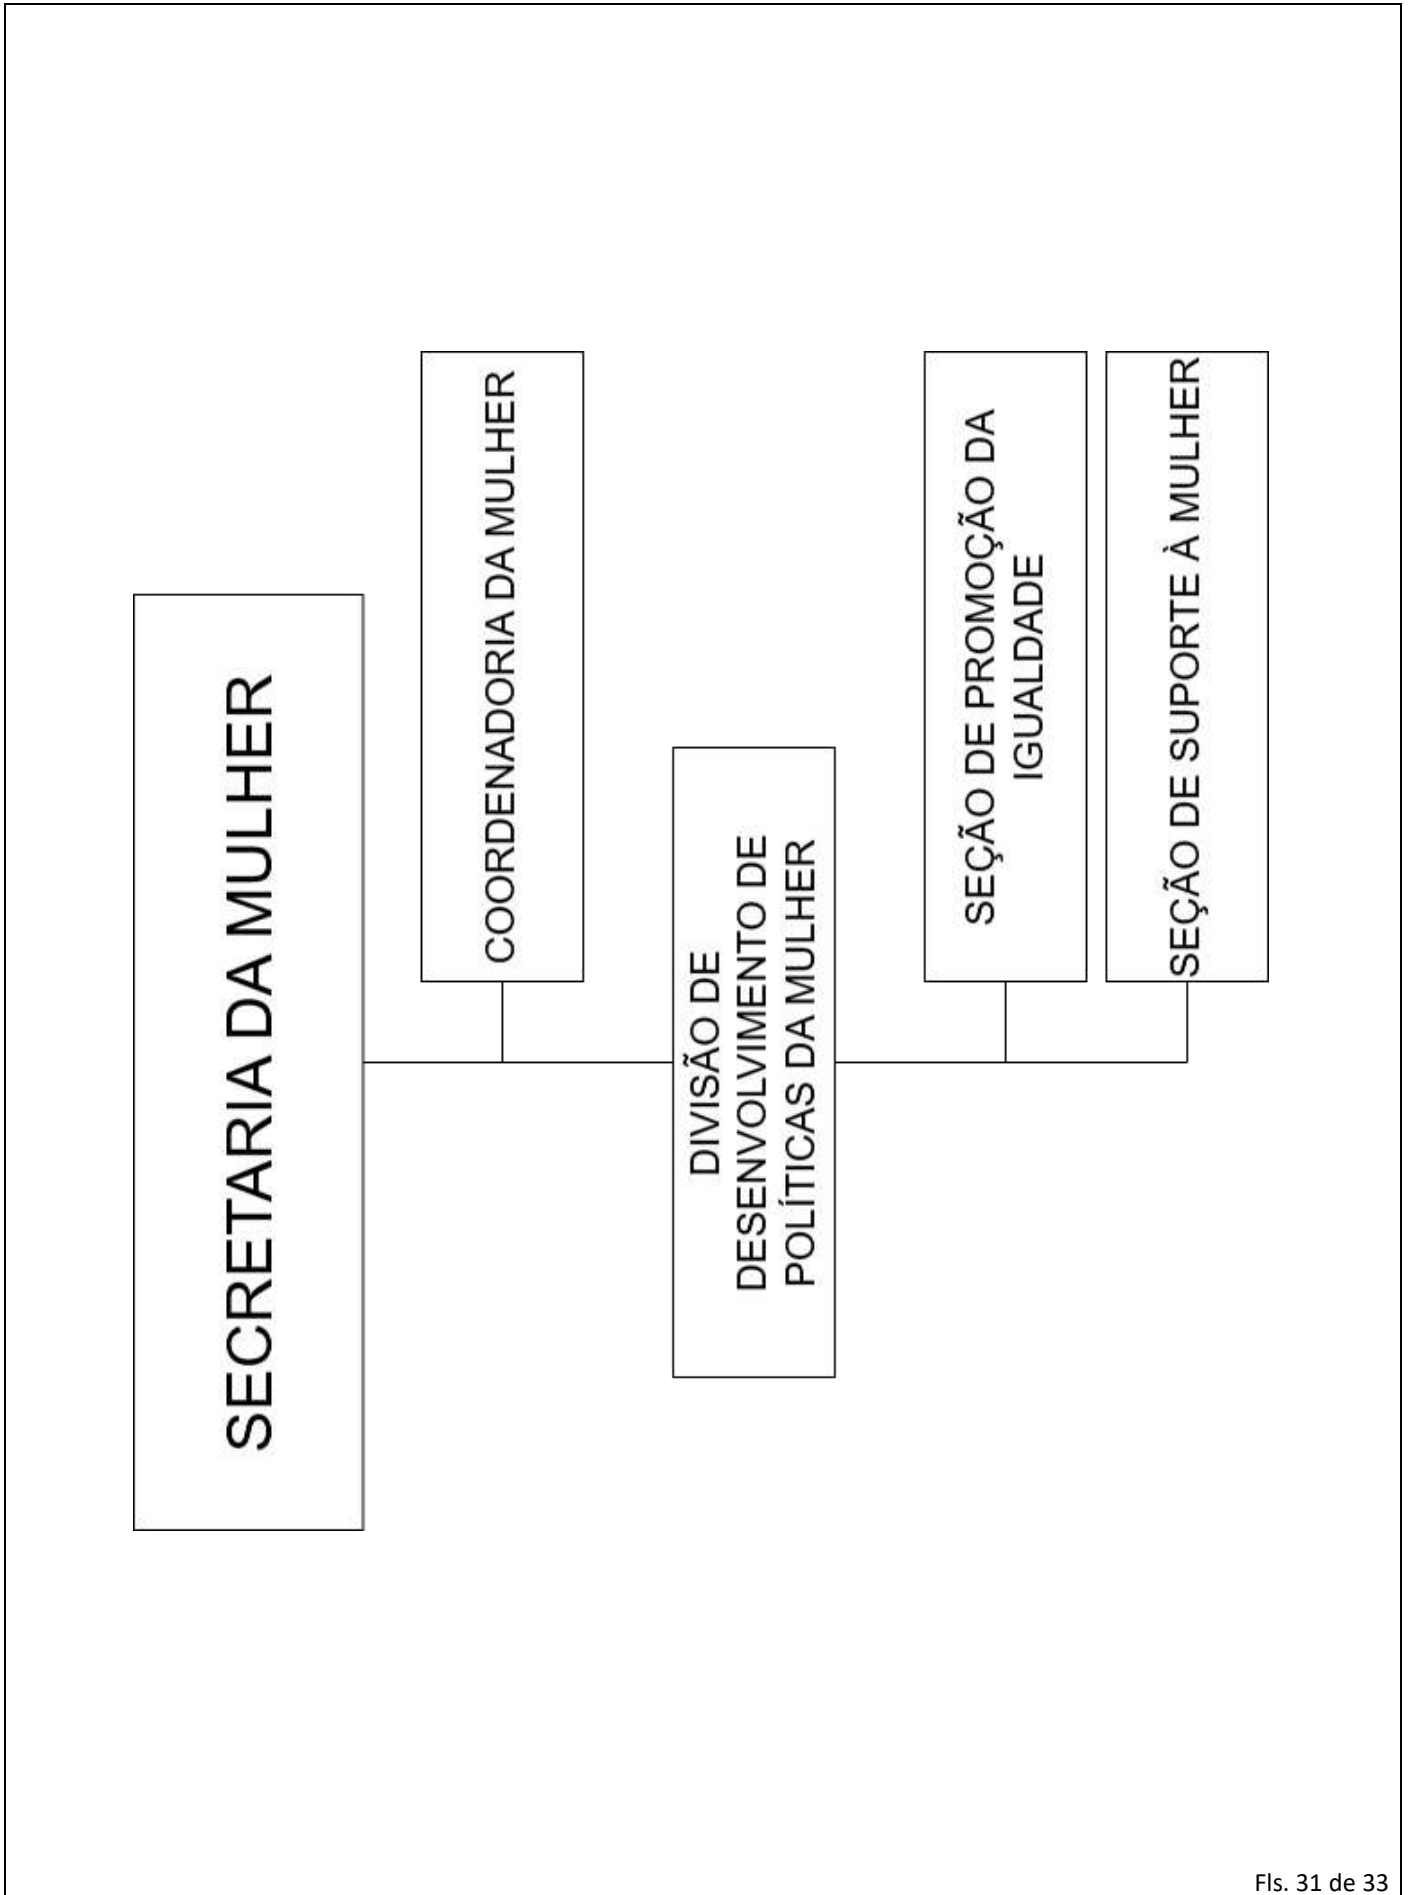 SECRETARIA DA MULHER
COORDENADORIA DA MULHER
DIVISÃO DE
DESENVOLVIMENTO DE
POLÍTICAS DA MULHER
SEÇÃO DE PROMOÇÃO DA
IGUALDADE
SEÇÃO DE SUPORTE À MULHER
Fls. 31 de 33